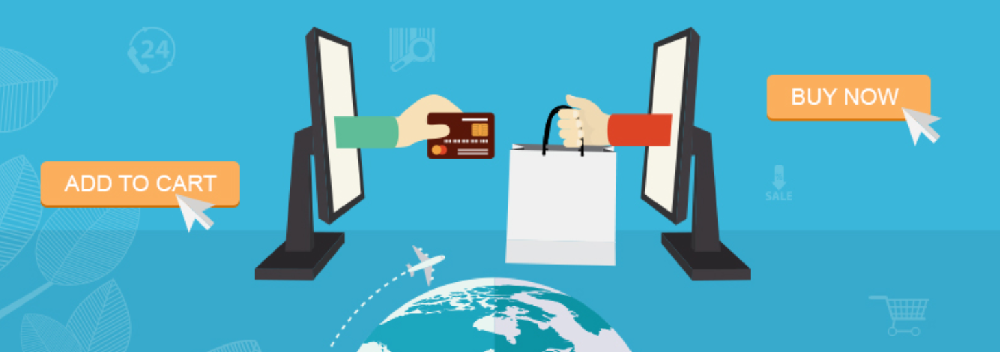 24
BUY NOW
ADD TO CART
%
SALE